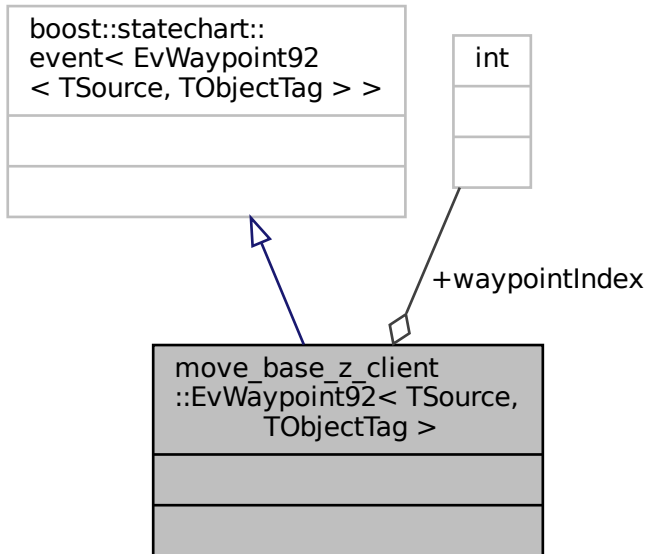 boost::statechart::
event< EvWaypoint92
< TSource, TObjectTag > >
int
+waypointIndex
move_base_z_client
::EvWaypoint92< TSource,
TObjectTag >